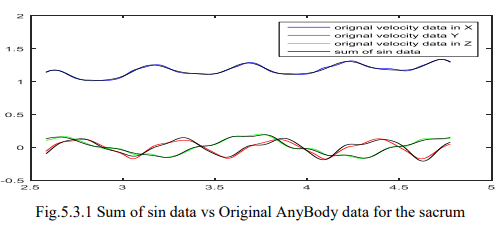 2
orignal velocity data in X
orignal velocity data Y
1.5
orignal velocity data in Z
sum of sin data
1
0.5
0
-0.5
2.5 3 3.5 4 4.5 5
Fig.5.3.1 Sum of sin data vs Original AnyBody data for the sacrum